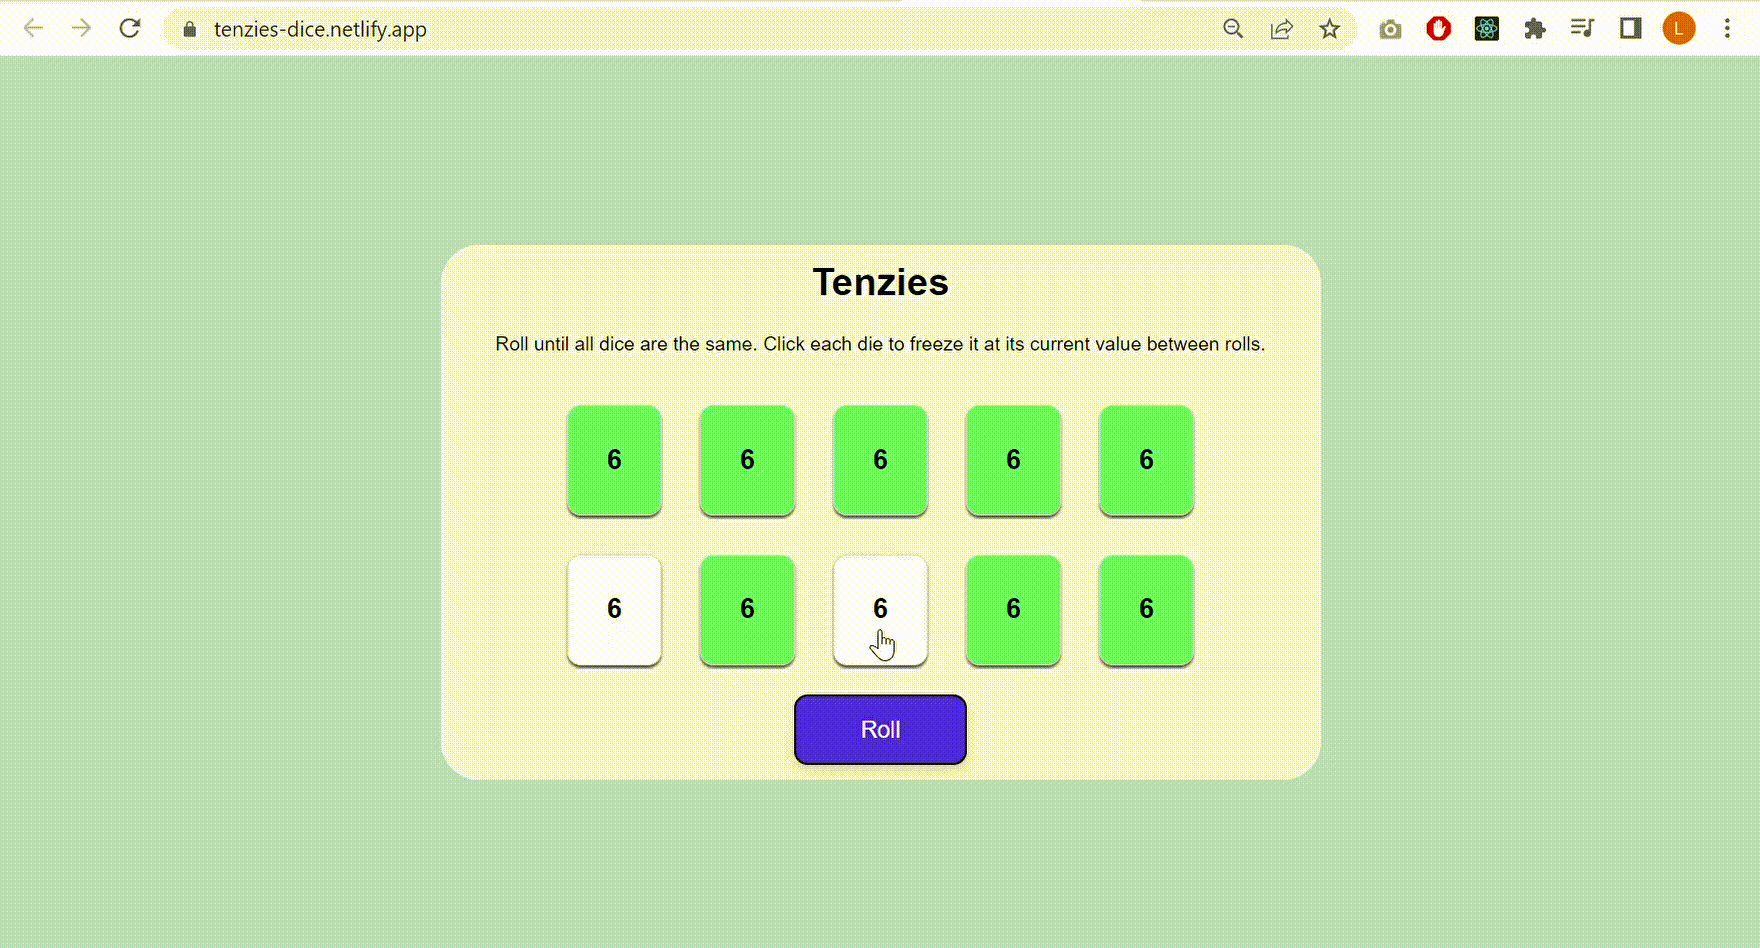 tenzies-dice.netlify.app
L
Tenzies
Roll until all dice are the same. Click each die to freeze it at its current value between rolls.
6 6 6 6 6
6 6 6 6 6
Roll